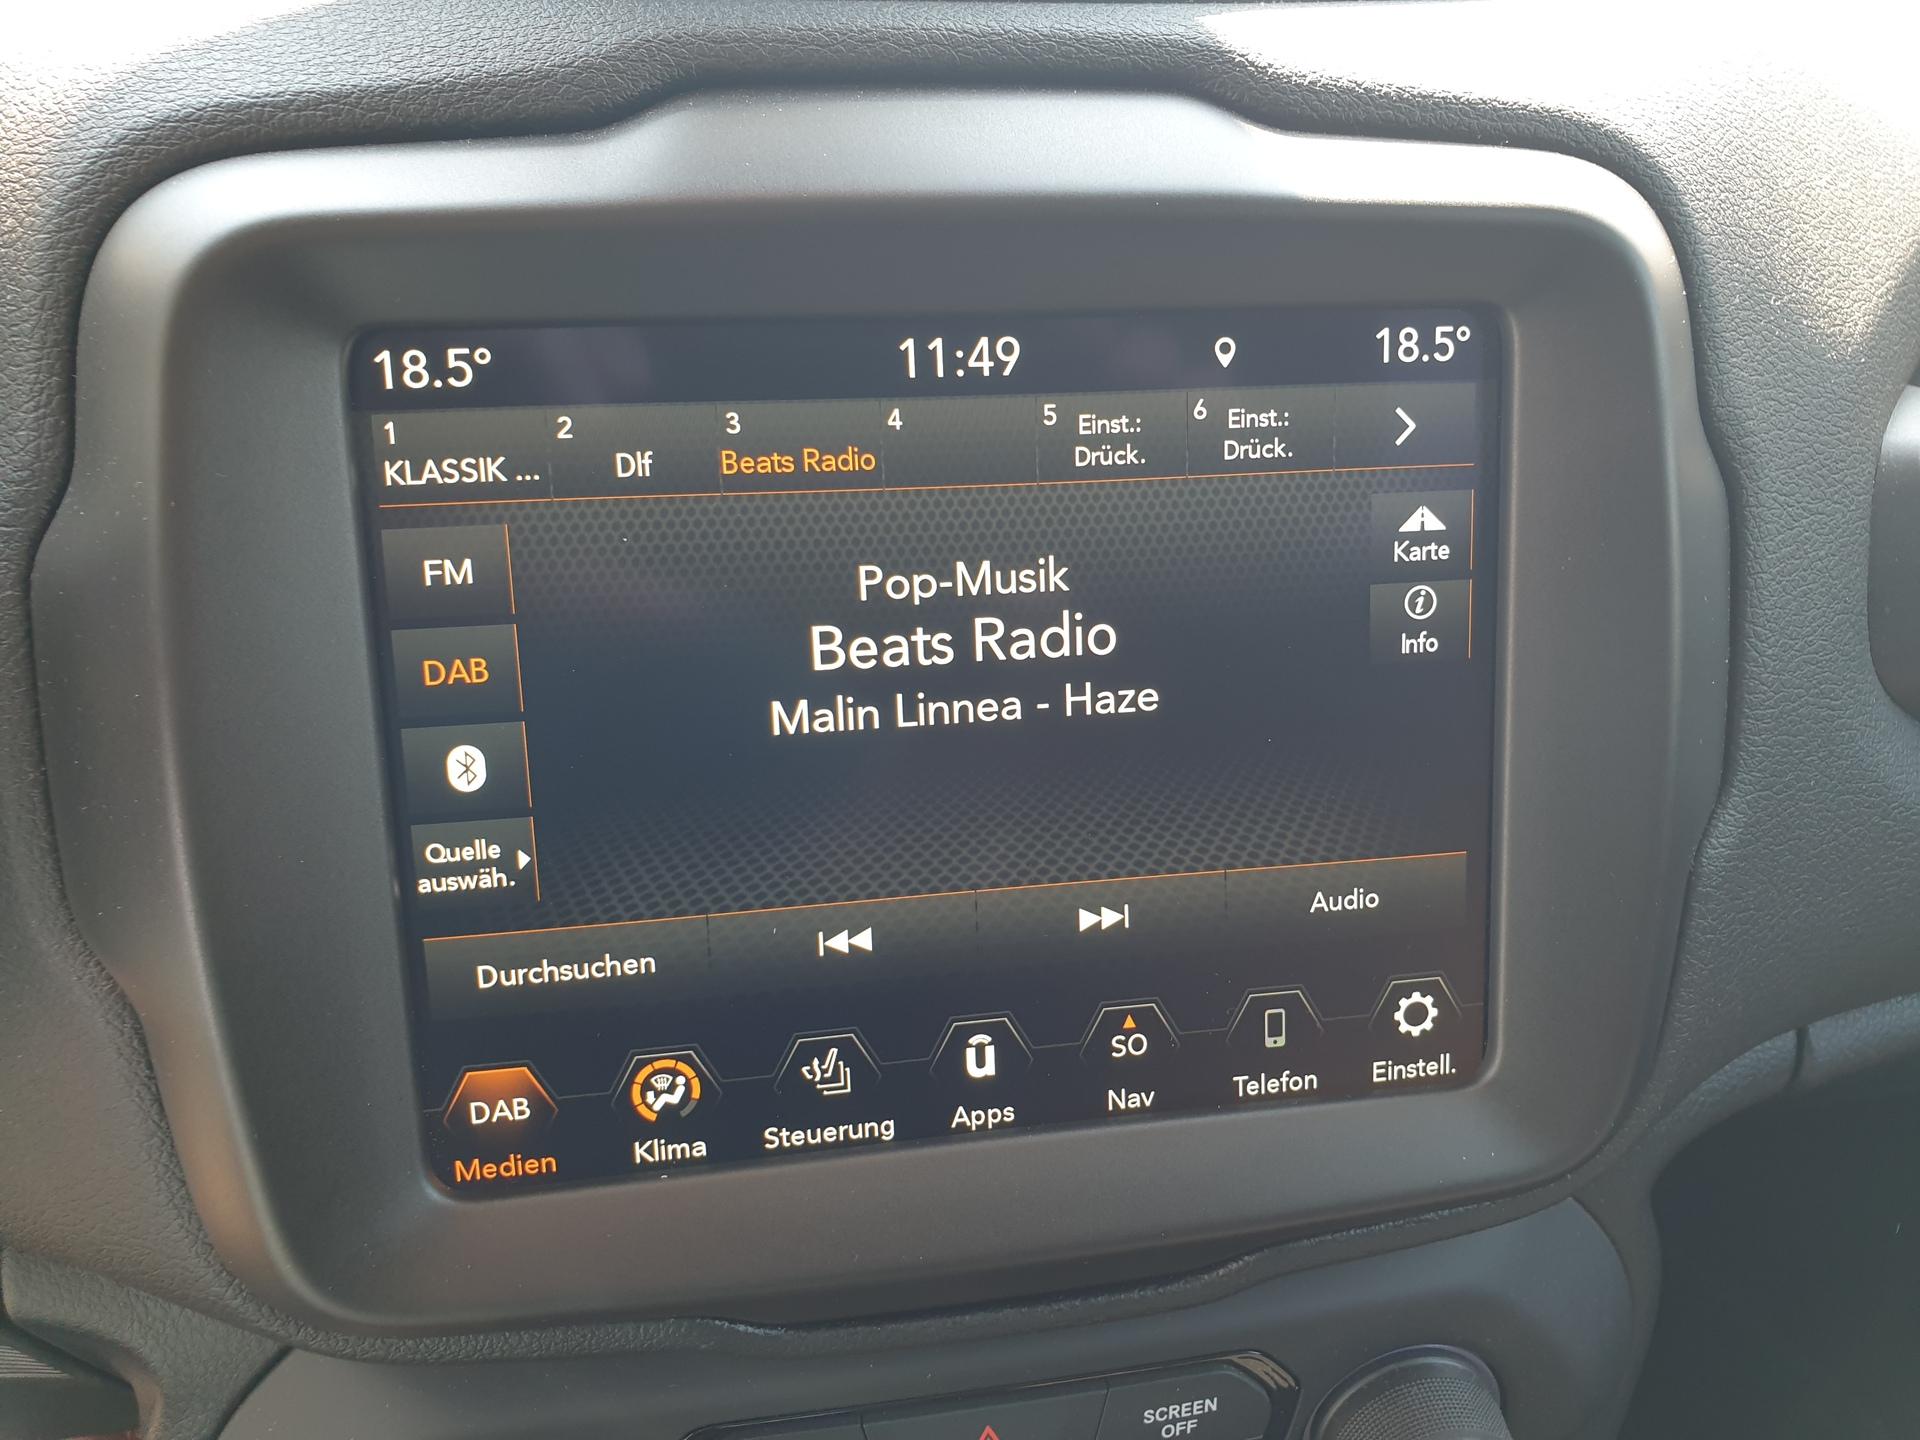 18.5°
11:49
18.5°
1
KLASSIK ...
2
Dlf
3
Beats Radio
4
5
Einst.:
Drück.
6
Einst.:
Drück.
FM
DAB
Quelle
auswäh.
Pop-Musik
Beats Radio
Malin Linnea - Haze
Karte
Info
Durchsuchen
Audio
DAB
Medien
Klima
Steuerung
ū
Apps
SO
Nav
Telefon
Einstell.
SCREEN
OFF